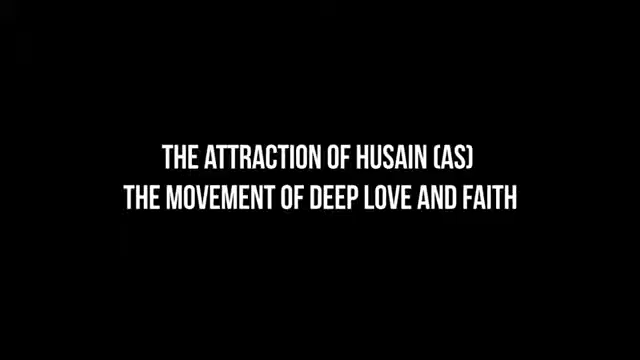 THE ATTRACTION OF HUSAIN (AS)
THE MOVEMENT OF DEEP LOVE AND FAITH